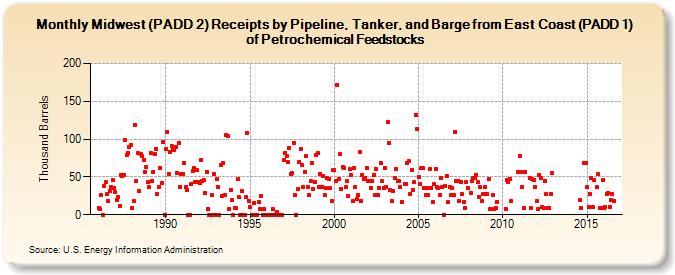 Monthly Midwest (PADD 2) Receipts by Pipeline, Tanker, and Barge from East Coast (PADD 1)
of Petrochemical Feedstocks
Thousand Barrels
200
150
100
50
0
1990 1995 2000 2005 2010 2015
Source: U.S. Energy Information Administration